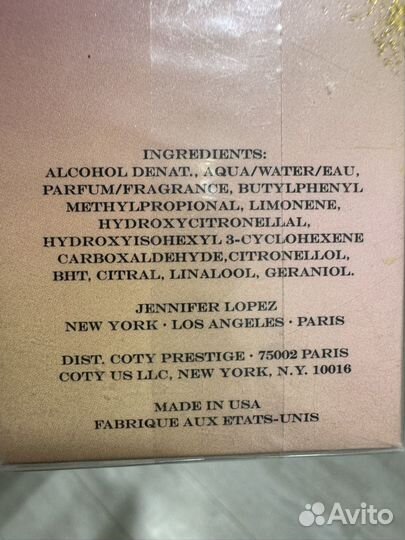 INGREDIENTS:
ALCOHOL DENAT., AQUA/WATER/EAU,
PARFUM/FRAGRANCE, BUTYLPHENYL
METHYLPROPIONAL, LIMONENE,
HYDROXYCITRONELLAL,
HYDROXYISOHEXYL 3-CYCLOHEXENE
CARBOXALDEHYDE, CITRONELLOL,
BHT, CITRAL, LINALOOL, GERANIOL.
JENNIFER LOPEZ
NEW YORK · LOS ANGELES · PARIS
DIST. COTY PRESTIGE · 75002 PARIS
COTY US LLC, NEW YORK, N.Y. 10016
MADE IN USA
FABRIQUE AUX ETATS-UNIS
Avito